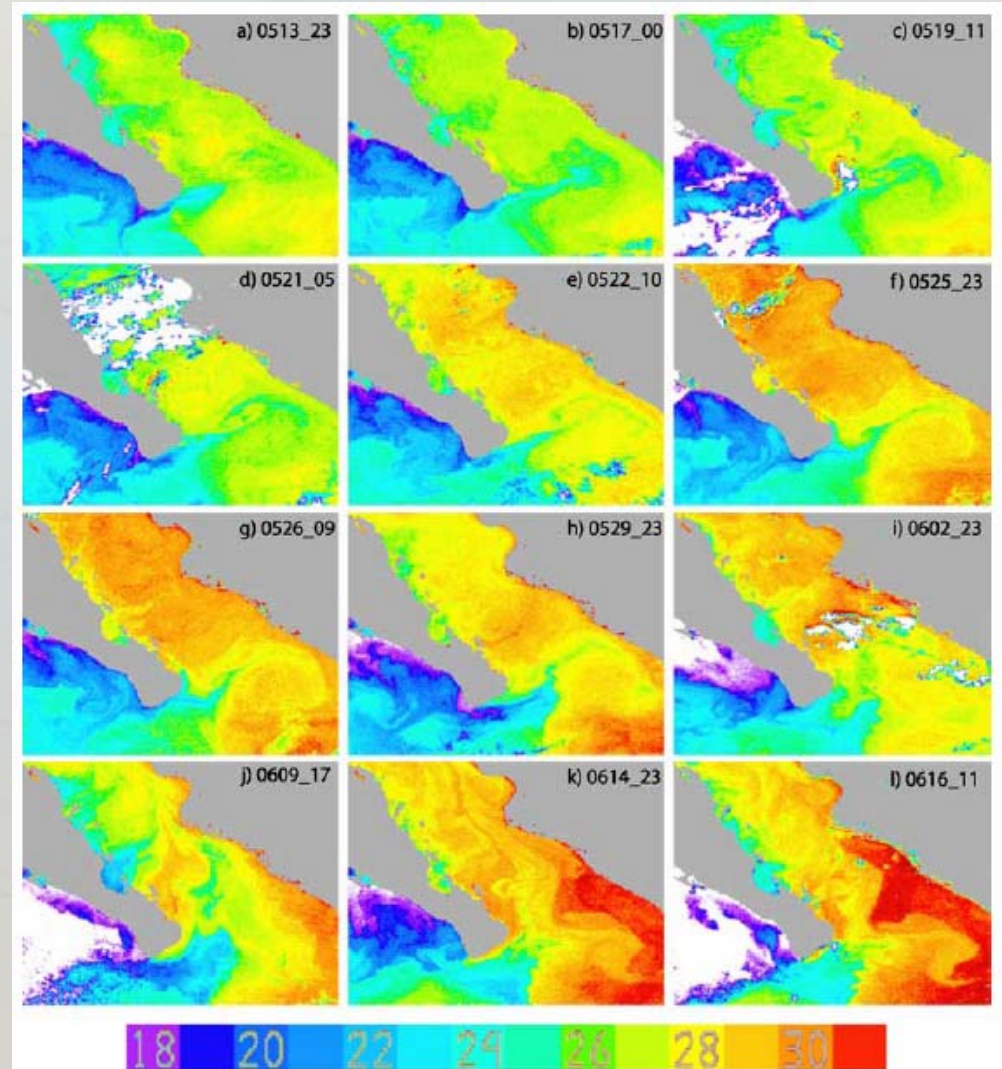 a) 0513_23
b) 0517_00
c) 0519_11
d) 0521_05
e) 0522_10
f) 0525_23
g) 0526_09
h) 0529_23
i) 0602_23
j) 0609_17
k) 0614_23
l) 0616_11
18 20 22 24 26 28 30